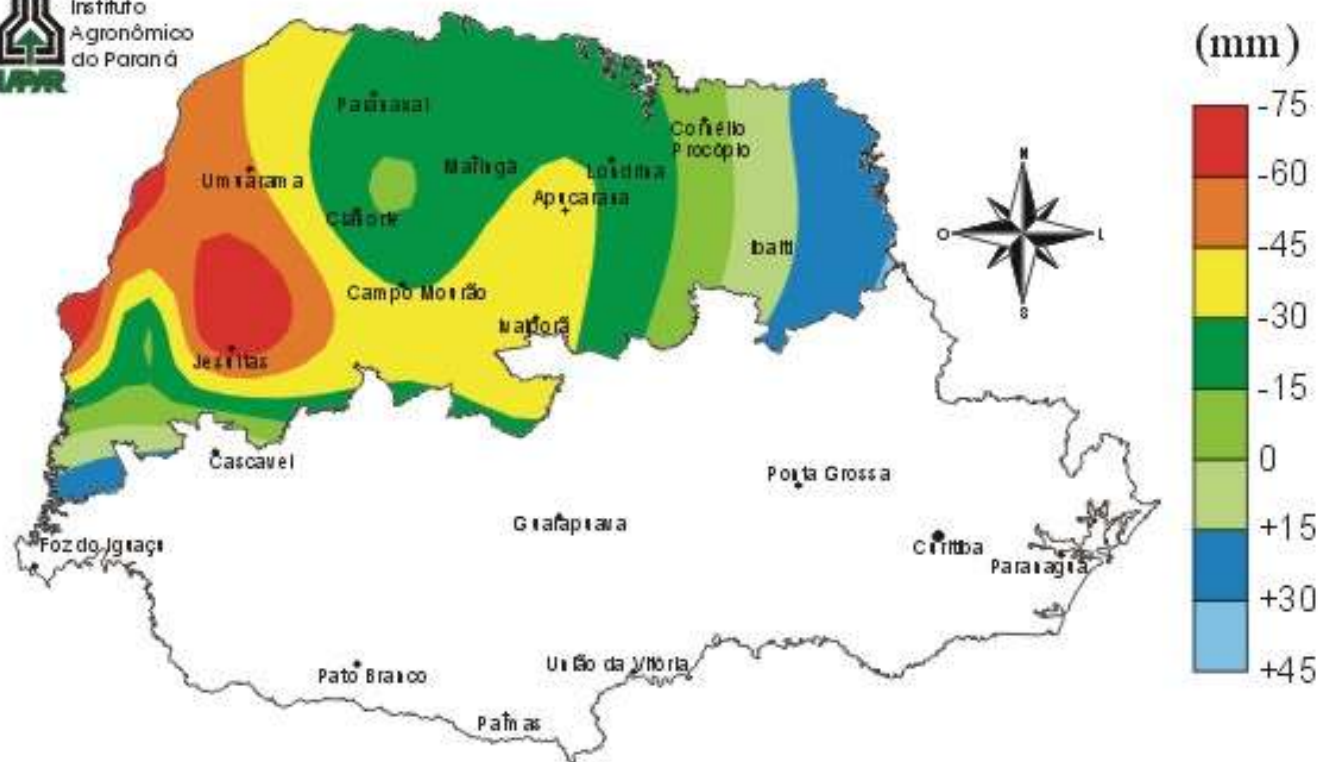 Instituto
Agronômico
do Paraná
IAPAR
(mm)
-75
-60
-45
-30
-15
0
+15
+30
+45
N
O
L
S
Paranavaí
Cornélio
Procópio
Maringá
Londrina
Umuarama
Apucarana
Cianorte
Ibaiti
Campo Mourão
Ivaiporã
Jesuítas
Cascavel
Ponta Grossa
Guarapuava
Foz do Iguaçu
Curitiba
Paranaguá
União da Vitória
Pato Branco
Palmas